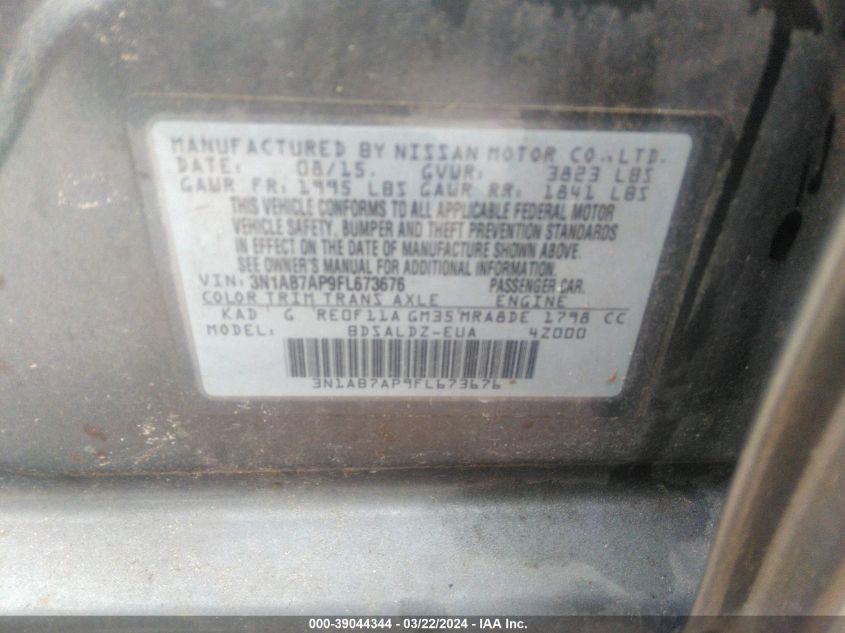 MANUFACTURED BY NISSAN MOTOR CO., LTD.
DATE: 08/15. GVWR: 3823 LBS
GAWR FR: 1995 LBS GAWR RR: 1841 LBS
THIS VEHICLE CONFORMS TO ALL APPLICABLE FEDERAL MOTOR
VEHICLE SAFETY, BUMPER AND THEFT PREVENTION STANDARDS
IN EFFECT ON THE DATE OF MANUFACTURE SHOWN ABOVE.
SEE OWNER'S MANUAL FOR ADDITIONAL INFORMATION.
VIN: 3N1AB7AP9FL673676 PASSENGER CAR.
COLOR TRIM TRANS AXLE ENGINE
KAD G RE0F11A GM35 MRA8DE 1798 CC
MODEL: BDSALDZ-EUA 4Z000
3N1AB7AP9FL673676
000-39044344 - 03/22/2024 - IAA Inc.